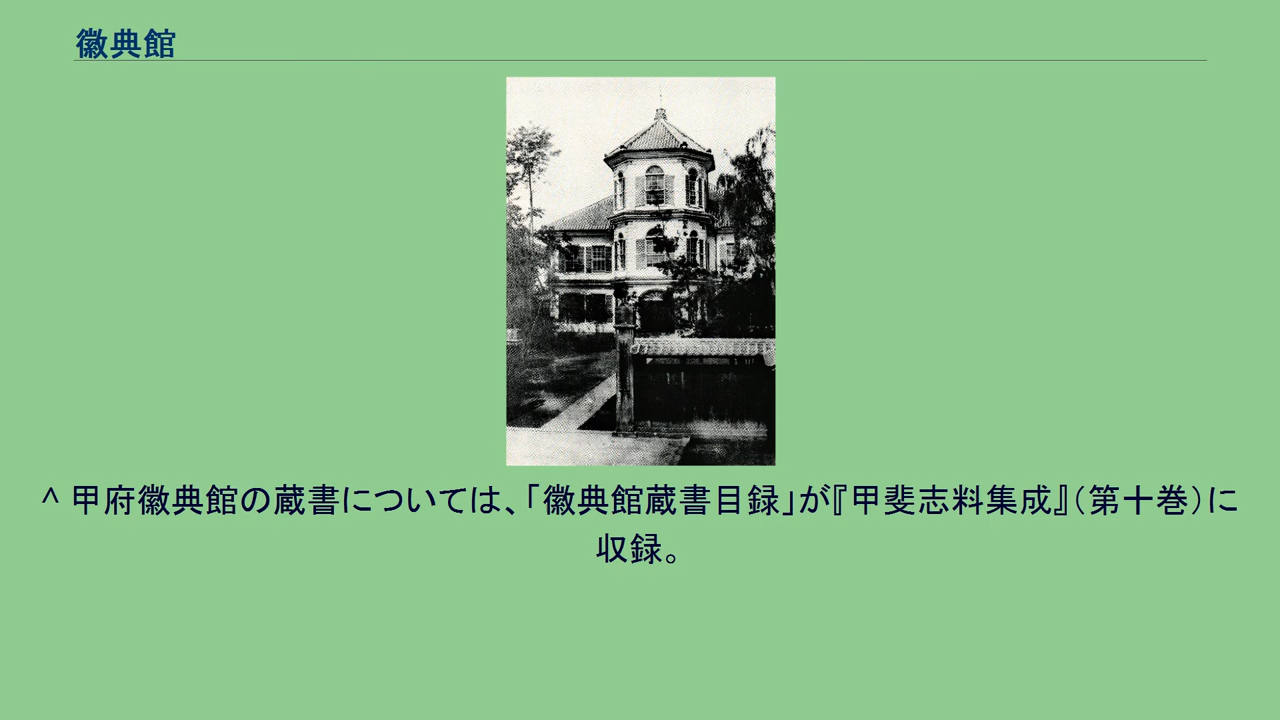 徽典館
^ 甲府徽典館の蔵書については、「徽典館蔵書目録」が『甲斐志料集成』（第十巻）に
収録。